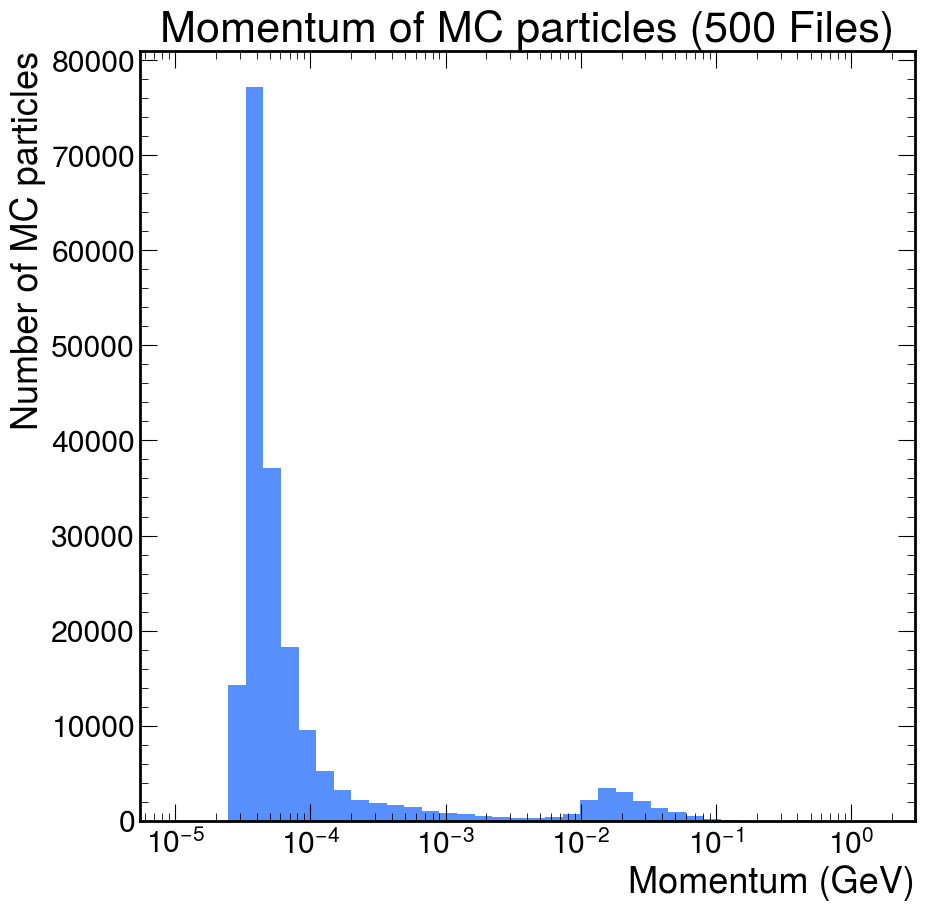 Momentum of MC particles (500 Files)
Number of MC particles
80000
70000
60000
50000
40000
30000
20000
10000
0
10⁻⁵ 10⁻⁴ 10⁻³ 10⁻² 10⁻¹ 10⁰
Momentum (GeV)